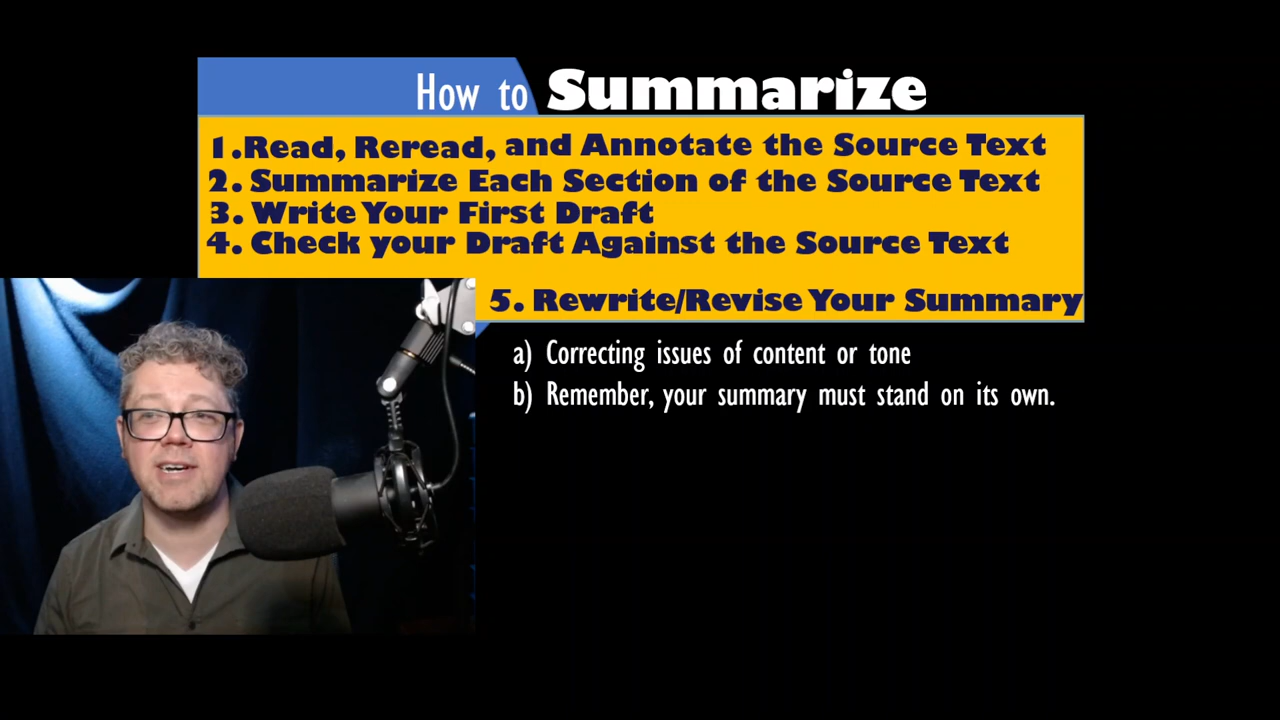 How to Summarize
1.Read, Reread, and Annotate the Source Text
2. Summarize Each Section of the Source Text
3. Write Your First Draft
4. Check your Draft Against the Source Text
5. Rewrite/Revise Your Summary
a) Correcting issues of content or tone
b) Remember, your summary must stand on its own.